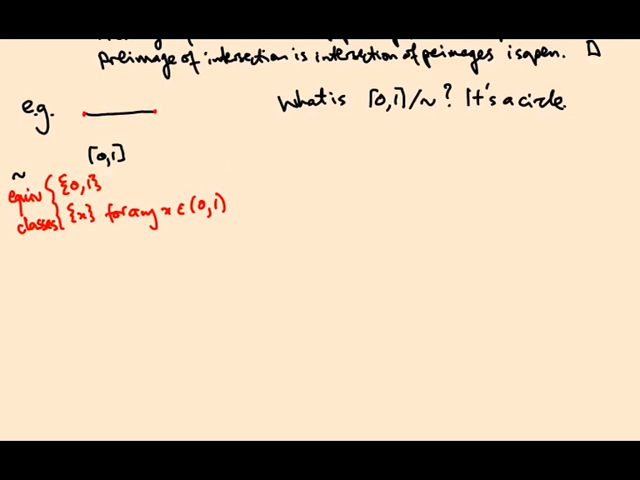 Preimage of intersection is intersection of peimages is open. □
e.g.
What is [0,1]/~? It's a circle.
[0,1]
~
equiv classes { {0,1}
{x} for any x ∈ (0,1)